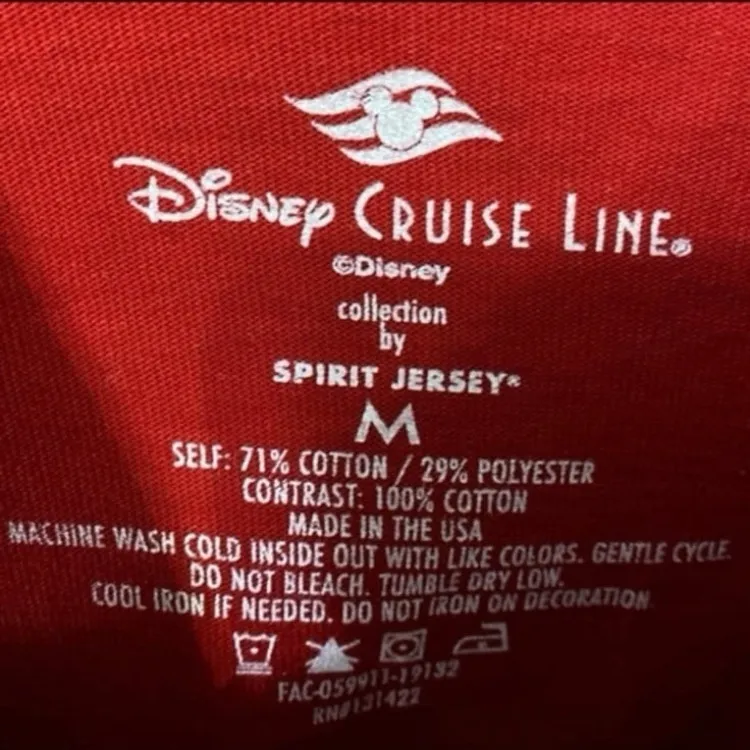 Disney CRUISE LINE®
©Disney
collection
by
SPIRIT JERSEY®
M
SELF: 71% COTTON / 29% POLYESTER
CONTRAST: 100% COTTON
MADE IN THE USA
MACHINE WASH COLD INSIDE OUT WITH LIKE COLORS. GENTLE CYCLE.
DO NOT BLEACH. TUMBLE DRY LOW.
COOL IRON IF NEEDED. DO NOT IRON ON DECORATION
FAC-059911-19132
RN#131422